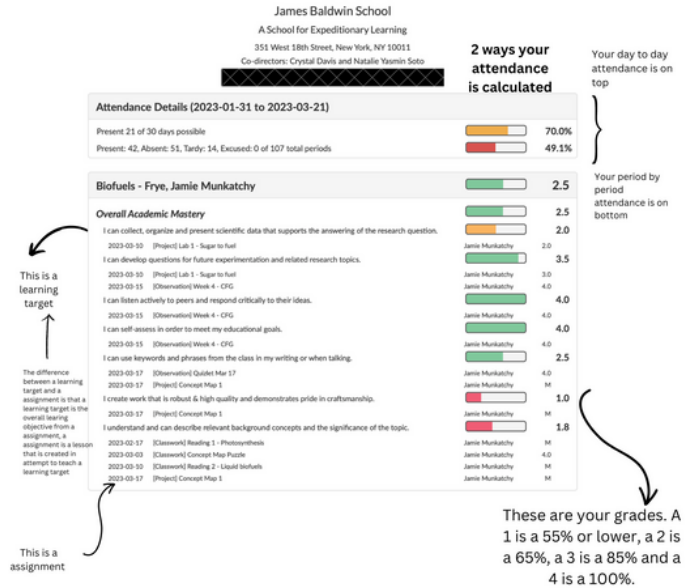 James Baldwin School
A School for Expeditionary Learning
351 West 18th Street, New York, NY 10011
Co-directors: Crystal Davis and Natalie Yasmin Soto
2 ways your
attendance
is calculated
Your day to day
attendance is on
top
Attendance Details (2023-01-31 to 2023-03-21)
Present 21 of 30 days possible 70.0%
Present: 42, Absent: 51, Tardy: 14, Excused: 0 of 107 total periods 49.1%
Your period by
period
attendance is on
bottom
Biofuels - Frye, Jamie Munkatchy 2.5
Overall Academic Mastery 2.5
I can collect, organize and present scientific data that supports the answering of the research question. 2.0
2023-03-10 [Project] Lab 1 - Sugar to fuel Jamie Munkatchy 2.0
I can develop questions for future experimentation and related research topics. 3.5
2023-03-10 [Project] Lab 1 - Sugar to fuel Jamie Munkatchy 3.0
2023-03-15 [Observation] Week 4 - CFG Jamie Munkatchy 4.0
I can listen actively to peers and respond critically to their ideas. 4.0
2023-03-15 [Observation] Week 4 - CFG Jamie Munkatchy 4.0
I can self-assess in order to meet my educational goals. 4.0
2023-03-15 [Observation] Week 4 - CFG Jamie Munkatchy 4.0
I can use keywords and phrases from the class in my writing or when talking. 2.5
2023-03-17 [Observation] Quizlet Mar 17 Jamie Munkatchy 4.0
2023-03-17 [Project] Concept Map 1 Jamie Munkatchy M
I create work that is robust & high quality and demonstrates pride in craftsmanship. 1.0
2023-03-17 [Project] Concept Map 1 Jamie Munkatchy M
I understand and can describe relevant background concepts and the significance of the topic. 1.8
2023-02-17 [Classwork] Reading 1 - Photosynthesis Jamie Munkatchy M
2023-03-03 [Classwork] Concept Map Puzzle Jamie Munkatchy 4.0
2023-03-10 [Classwork] Reading 2 - Liquid biofuels Jamie Munkatchy M
2023-03-17 [Project] Concept Map 1 Jamie Munkatchy M
This is a
learning
target
The difference
between a learning
target and a
assignment is that a
learning target is the
overall learing
objective from a
assignment, a
assignment is a lesson
that is created in
attempt to teach a
learning target
This is a
assignment
These are your grades. A
1 is a 55% or lower, a 2 is
a 65%, a 3 is a 85% and a
4 is a 100%.